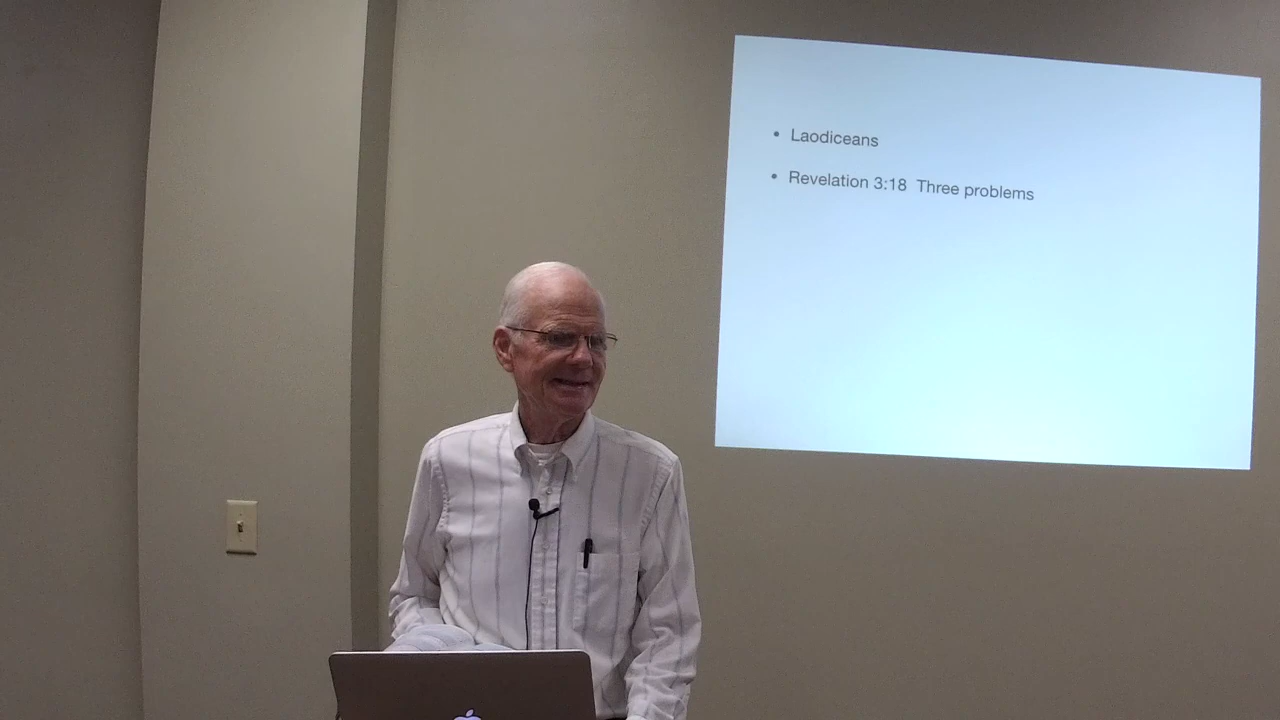 • Laodiceans
• Revelation 3:18  Three problems